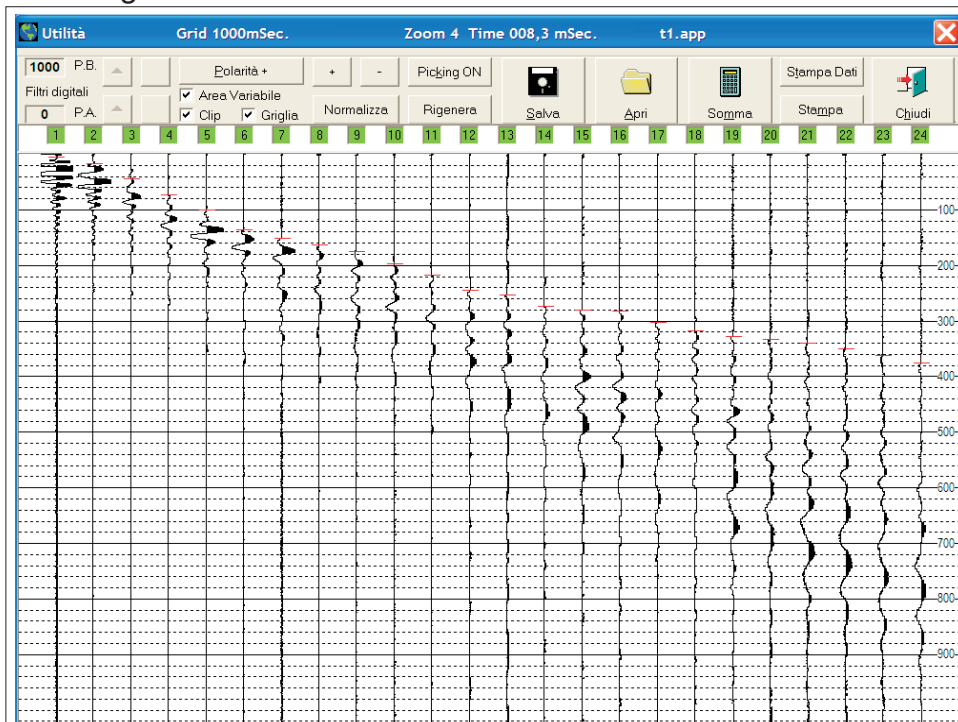 Utilità Grid 1000mSec. Zoom 4 Time 008,3 mSec. t1.app
1000 P.B. Polarità + + - Picking ON Stampa Dati
Filtri digitali Area Variabile
0 P.A. Clip Griglia Normalizza Rigenera Salva Apri Somma Stampa Chiudi
1 2 3 4 5 6 7 8 9 10 11 12 13 14 15 16 17 18 19 20 21 22 23 24
100
200
300
400
500
600
700
800
900